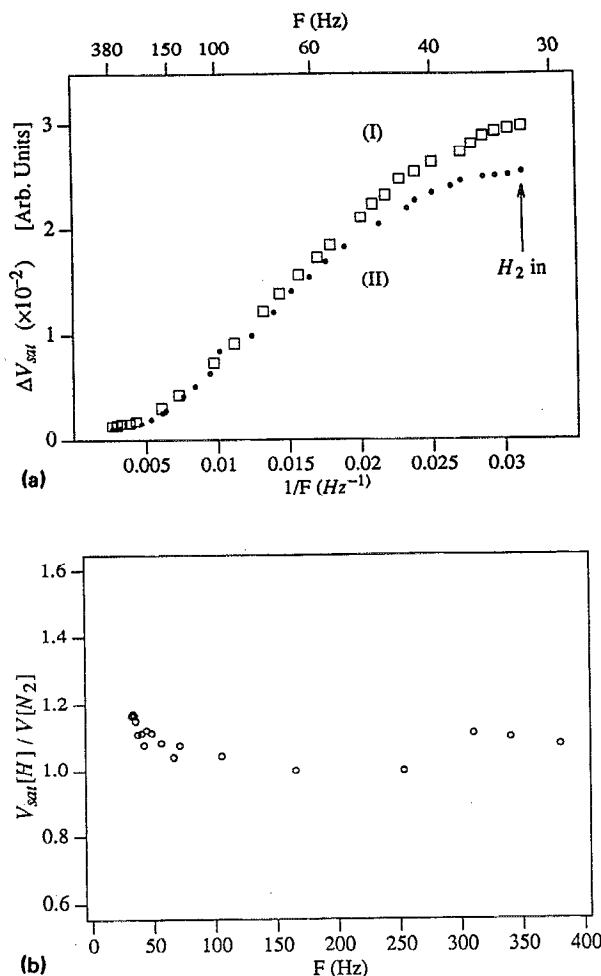 F (Hz)
380 150 100 60 40 30
ΔV_sat (×10⁻²) [Arb. Units]
3
2
1
0
(I)
(II)
H₂ in
0.005 0.01 0.015 0.02 0.025 0.03
(a)
1/F (Hz⁻¹)
V_sat[H] / V[N₂]
1.6
1.4
1.2
1.0
0.8
0.6
0 50 100 150 200 250 300 350 400
(b)
F (Hz)